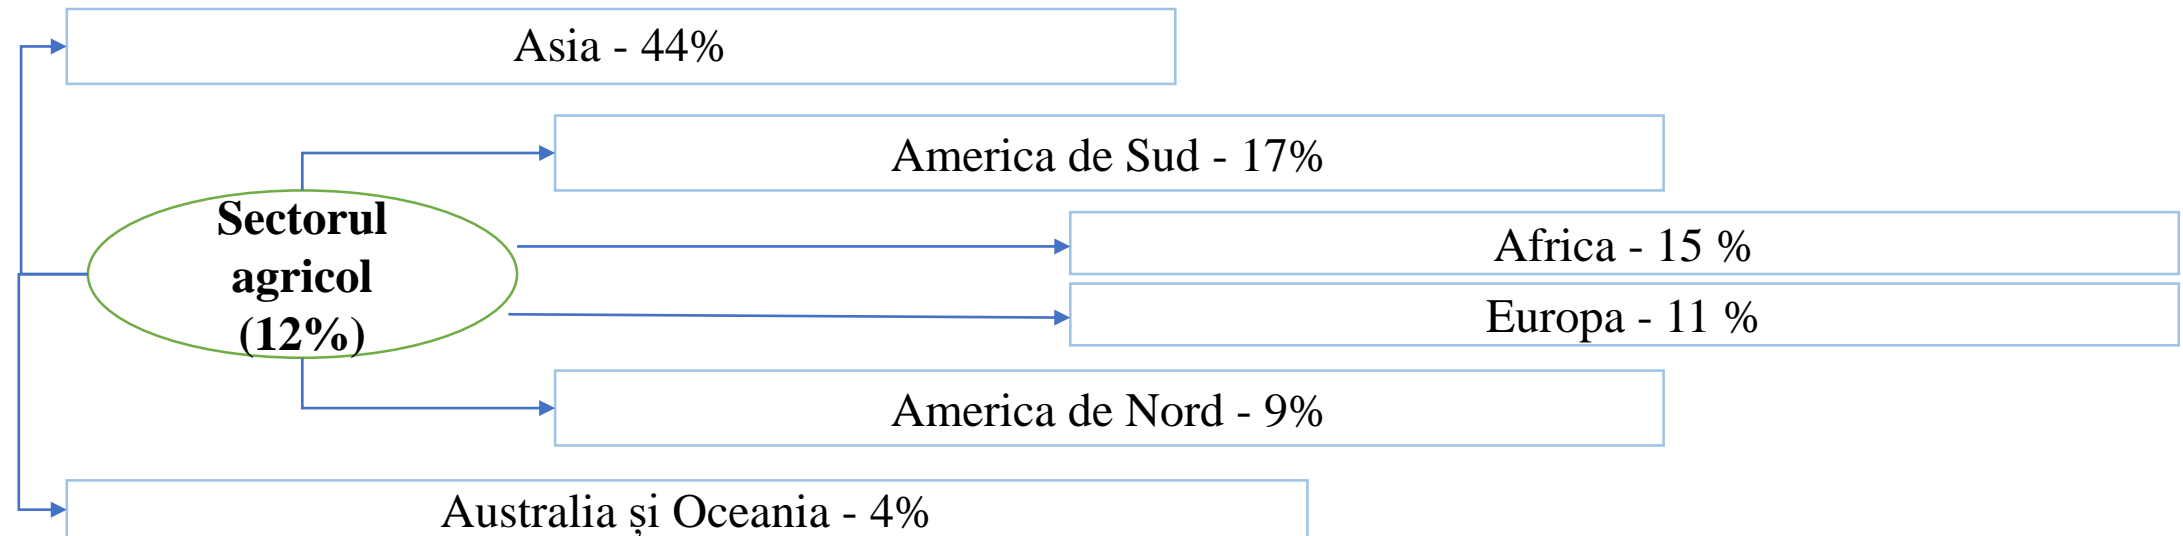 Asia - 44%
America de Sud - 17%
Sectorul
agricol
(12%)
Africa - 15 %
Europa - 11 %
America de Nord - 9%
Australia și Oceania - 4%